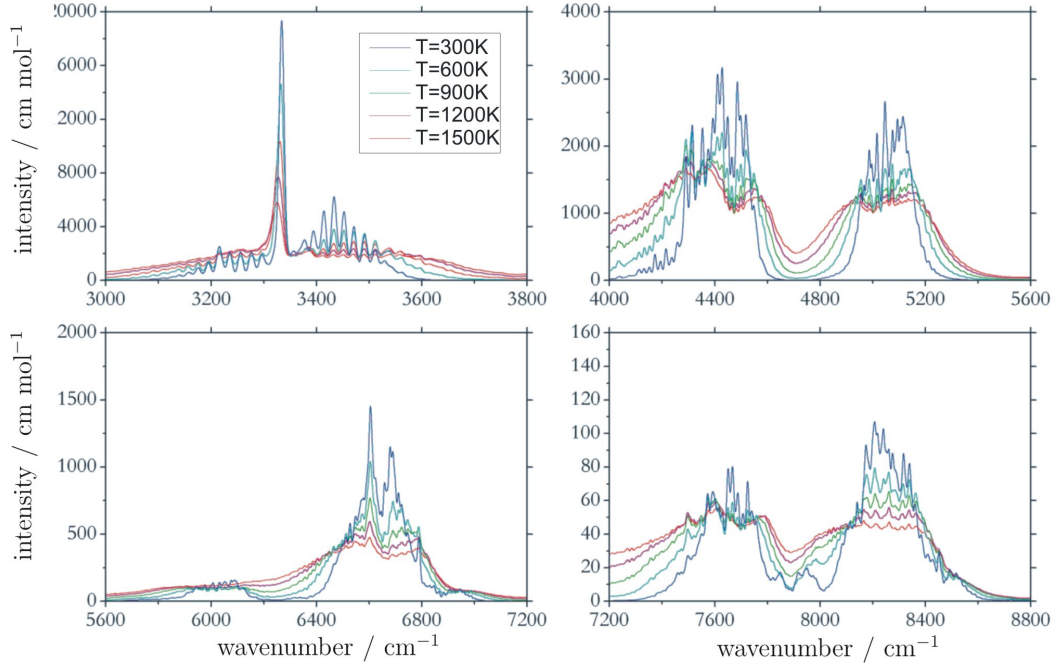 intensity / cm mol⁻¹
20000
6000
2000
8000
4000
0
3000 3200 3400 3600 3800
T=300K
T=600K
T=900K
T=1200K
T=1500K
4000
3000
2000
1000
0
4000 4400 4800 5200 5600
intensity / cm mol⁻¹
2000
1500
1000
500
0
5600 6000 6400 6800 7200
wavenumber / cm⁻¹
160
140
120
100
80
60
40
20
0
7200 7600 8000 8400 8800
wavenumber / cm⁻¹